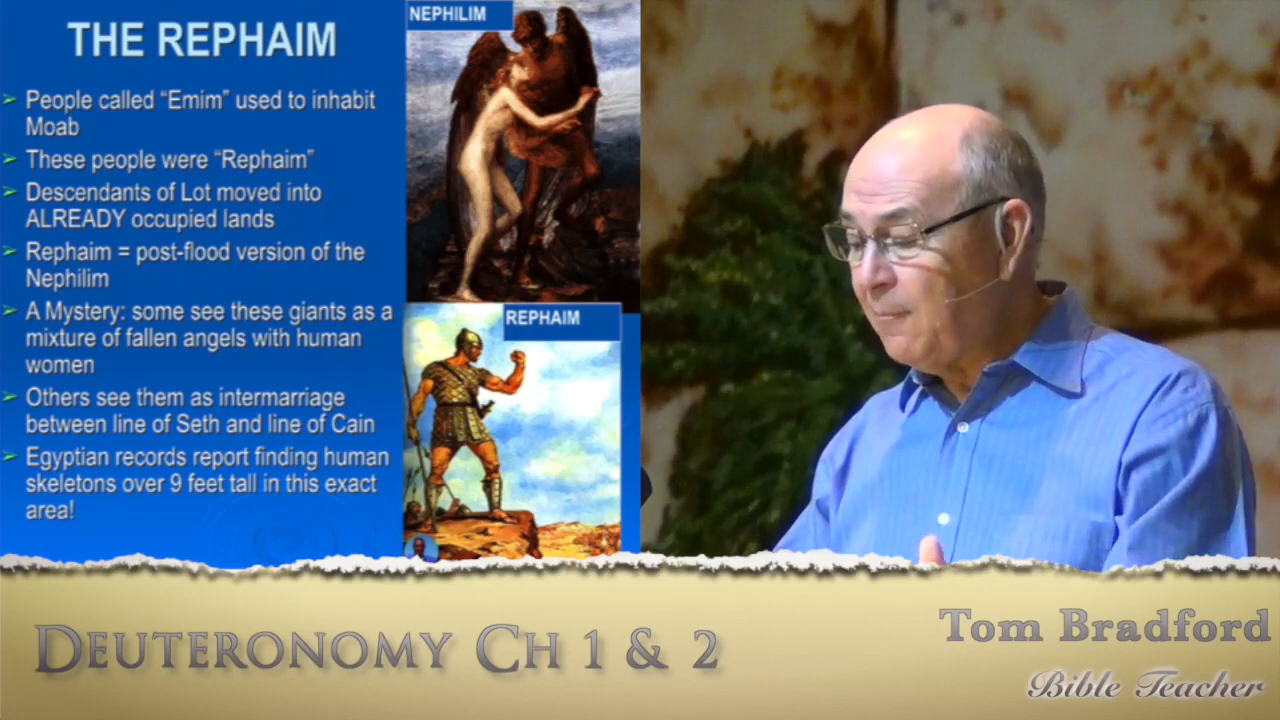 THE REPHAIM
➢ People called “Emim” used to inhabit
Moab
➢ These people were “Rephaim”
➢ Descendants of Lot moved into
ALREADY occupied lands
➢ Rephaim = post-flood version of the
Nephilim
➢ A Mystery: some see these giants as a
mixture of fallen angels with human
women
➢ Others see them as intermarriage
between line of Seth and line of Cain
➢ Egyptian records report finding human
skeletons over 9 feet tall in this exact
area!
NEPHILIM
REPHAIM
DEUTERONOMY CH 1 & 2
Tom Bradford
Bible Teacher